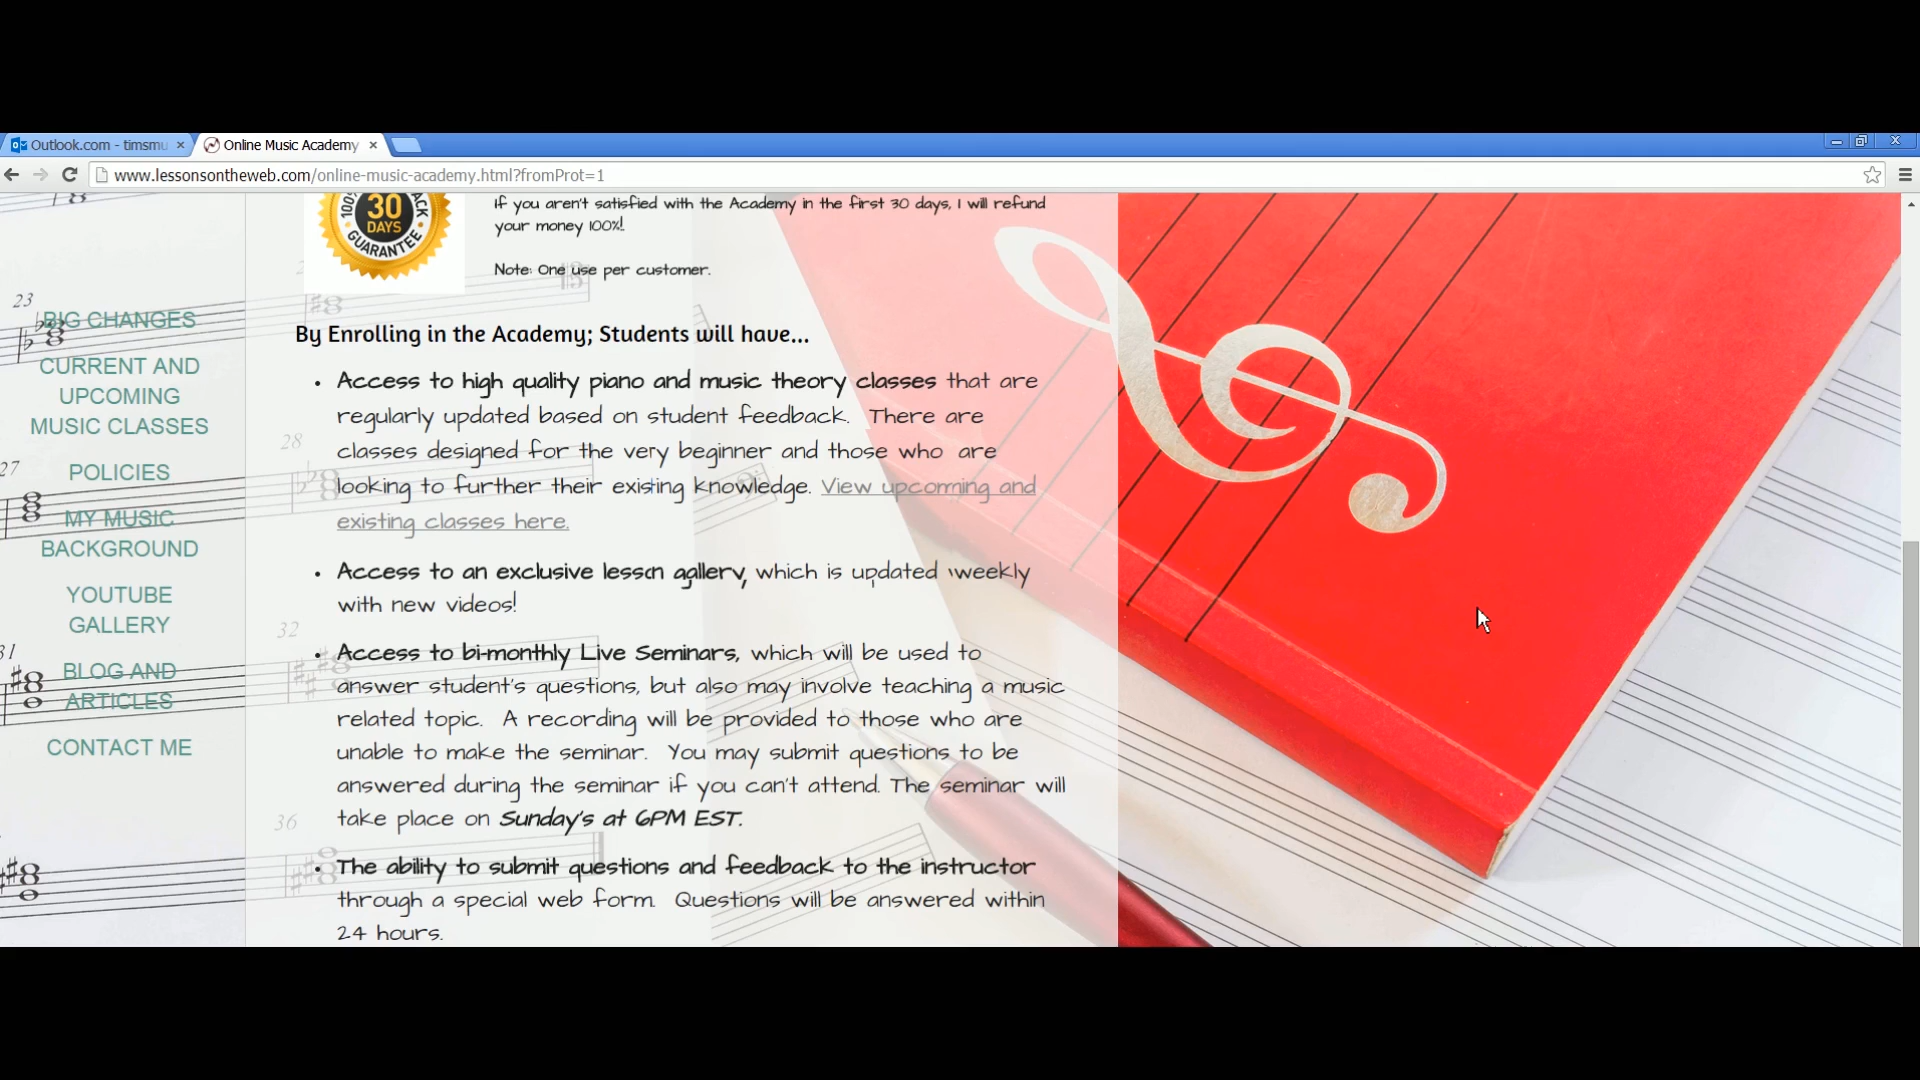 Outlook.com - timsmu
Online Music Academy
www.lessonsontheweb.com/online-music-academy.html?fromProt=1
30
DAYS
GUARANTEE
If you aren't satisfied with the Academy in the first 30 days, I will refund
your money 100%!
Note: One use per customer.
23
27
31
BIG CHANGES
CURRENT AND
UPCOMING
MUSIC CLASSES
POLICIES
MY MUSIC
BACKGROUND
YOUTUBE
GALLERY
BLOG AND
ARTICLES
CONTACT ME
28
32
36
By Enrolling in the Academy; Students will have...
• Access to high quality piano and music theory classes that are
regularly updated based on student feedback. There are
classes designed for the very beginner and those who are
looking to further their existing knowledge. View upcoming and
existing classes here.
• Access to an exclusive lesson gallery, which is updated weekly
with new videos!
• Access to bi-monthly Live Seminars, which will be used to
answer student's questions, but also may involve teaching a music
related topic. A recording will be provided to those who are
unable to make the seminar. You may submit questions to be
answered during the seminar if you can't attend. The seminar will
take place on Sunday's at 6PM EST.
• The ability to submit questions and feedback to the instructor
through a special web form. Questions will be answered within
24 hours.